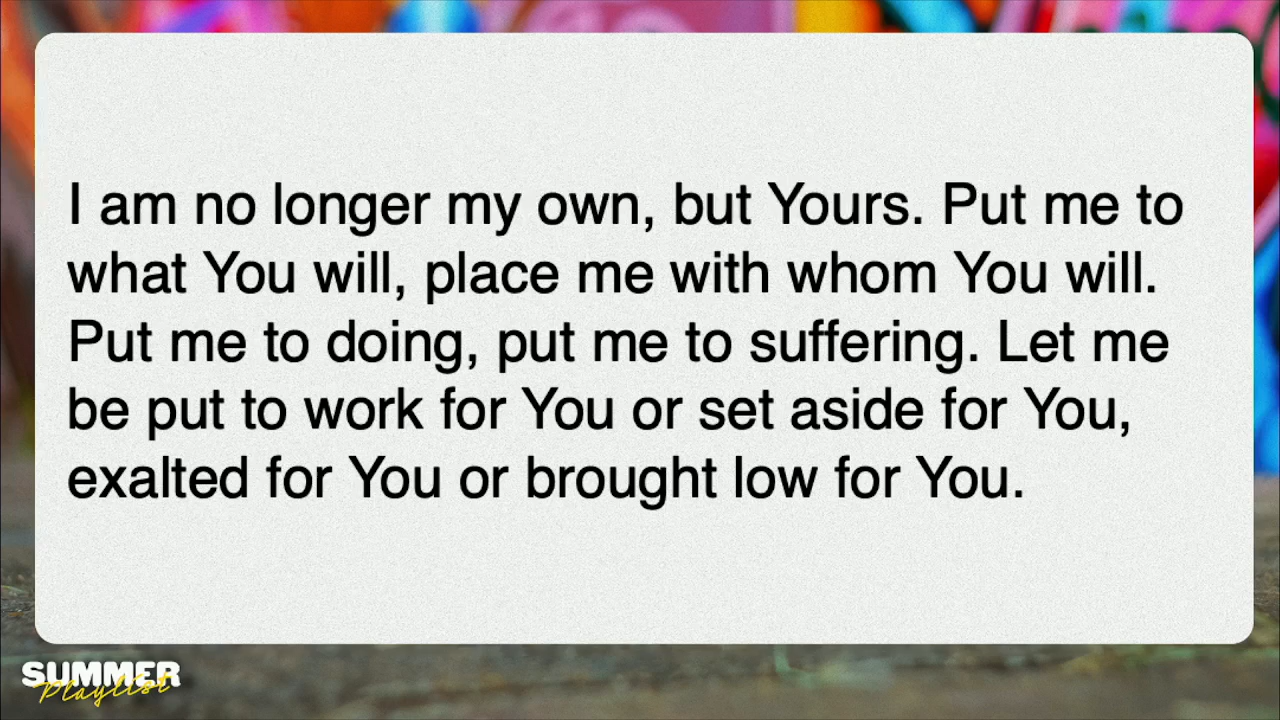 I am no longer my own, but Yours. Put me to
what You will, place me with whom You will.
Put me to doing, put me to suffering. Let me
be put to work for You or set aside for You,
exalted for You or brought low for You.
SUMMER
Playlist